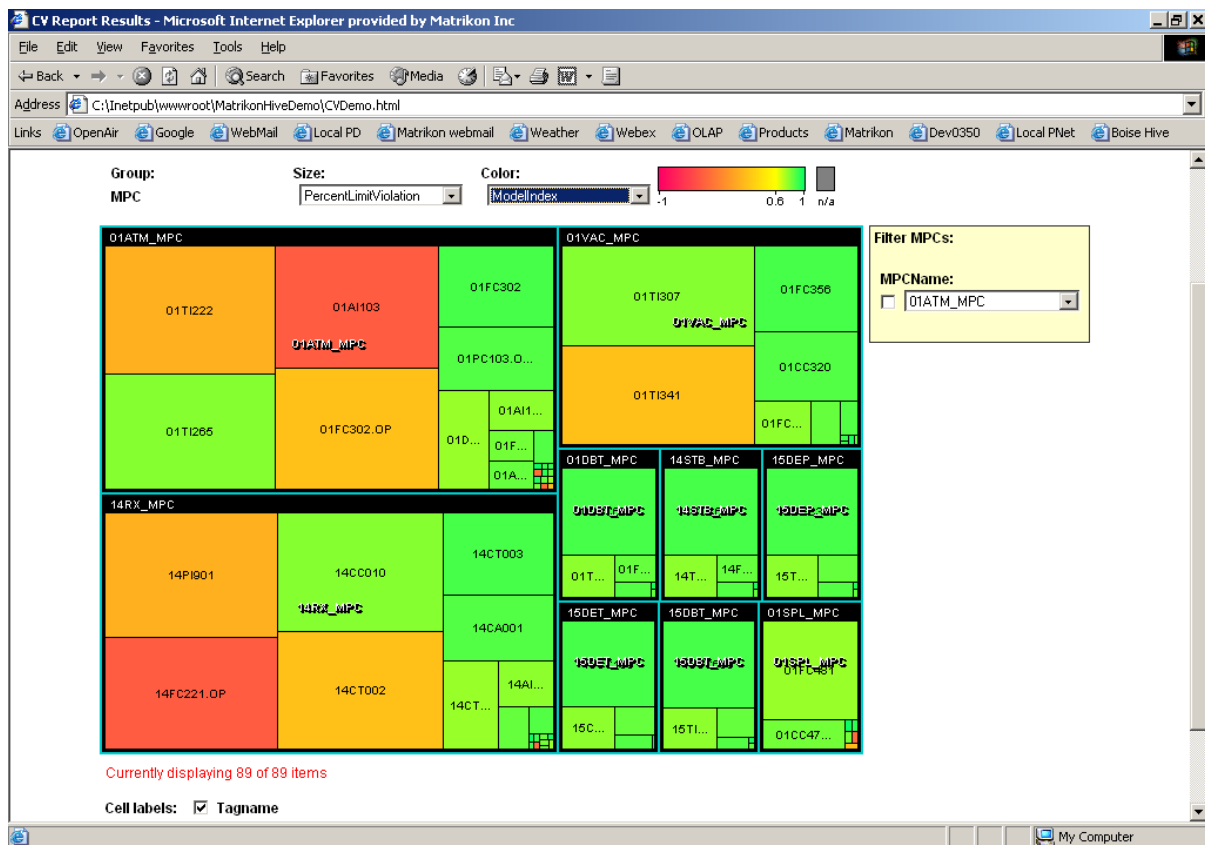 CV Report Results - Microsoft Internet Explorer provided by Matrikon Inc
File Edit View Favorites Tools Help
Back Search Favorites Media
Address C:\Inetpub\wwwroot\MatrikonHiveDemo\CVDemo.html
Links OpenAir Google WebMail Local PD Matrikon webmail Weather Webex OLAP Products Matrikon Dev0350 Local PNet Boise Hive
Group: Size: Color:
MPC PercentLimitViolation ModelIndex
-1 0.6 1 n/a
01ATM_MPC
01TI222
01AI103
01ATM_MPC
01FC302
01PC103.O...
01TI265
01FC302.OP
01D...
01AI1...
01F...
01A...
01VAC_MPC
01TI307
01VAC_MPC
01FC356
01CC320
01TI341
01FC...
Filter MPCs:
MPCName:
01ATM_MPC
01DBT_MPC 14STB_MPC 15DEP_MPC
01DBT_MPC 14STB_MPC 15DEP_MPC
01T... 01F... 14T... 14F... 15T...
14RX_MPC
14PI901
14CC010
14RX_MPC
14CT003
14CA001
14FC221.OP
14CT002
14CT...
14AI...
15DET_MPC 15DBT_MPC 01SPL_MPC
15DET_MPC 15DBT_MPC 01SPL_MPC
01FC481
15C... 15TI... 01CC47...
Currently displaying 89 of 89 items
Cell labels: Tagname
My Computer